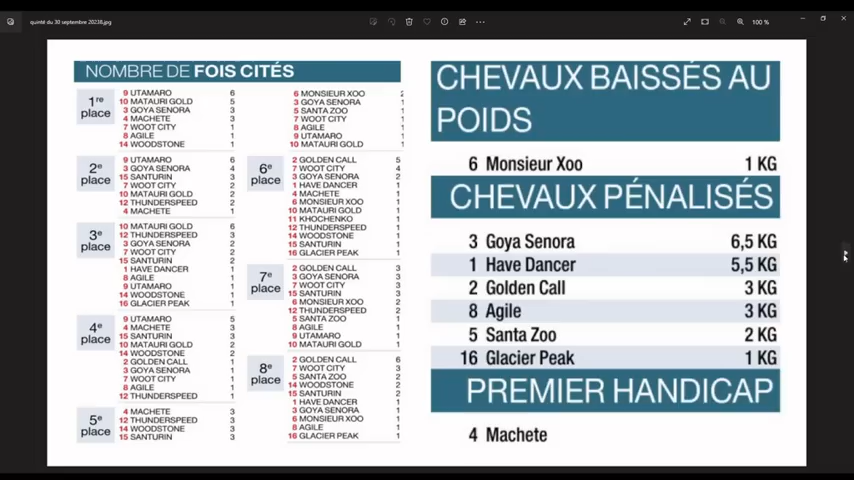 quinté du 30 septembre 20238.jpg
100 %
NOMBRE DE FOIS CITÉS
1re place
9 UTAMARO 6
10 MATAURI GOLD 5
3 GOYA SENORA 3
4 MACHETE 3
7 WOOT CITY 1
8 AGILE 1
14 WOODSTONE 1
2e place
9 UTAMARO 6
3 GOYA SENORA 4
15 SANTURIN 3
7 WOOT CITY 2
10 MATAURI GOLD 2
12 THUNDERSPEED 2
4 MACHETE 1
3e place
10 MATAURI GOLD 6
12 THUNDERSPEED 3
3 GOYA SENORA 2
7 WOOT CITY 2
15 SANTURIN 2
1 HAVE DANCER 1
8 AGILE 1
9 UTAMARO 1
14 WOODSTONE 1
16 GLACIER PEAK 1
4e place
9 UTAMARO 5
4 MACHETE 3
15 SANTURIN 3
10 MATAURI GOLD 2
14 WOODSTONE 2
2 GOLDEN CALL 1
3 GOYA SENORA 1
7 WOOT CITY 1
8 AGILE 1
12 THUNDERSPEED 1
5e place
4 MACHETE 3
12 THUNDERSPEED 3
14 WOODSTONE 3
15 SANTURIN 3
6 MONSIEUR XOO 2
3 GOYA SENORA 1
5 SANTA ZOO 1
7 WOOT CITY 1
8 AGILE 1
9 UTAMARO 1
10 MATAURI GOLD 1
6e place
2 GOLDEN CALL 5
7 WOOT CITY 4
3 GOYA SENORA 2
1 HAVE DANCER 1
4 MACHETE 1
6 MONSIEUR XOO 1
10 MATAURI GOLD 1
11 KHOCHENKO 1
12 THUNDERSPEED 1
14 WOODSTONE 1
15 SANTURIN 1
16 GLACIER PEAK 1
7e place
2 GOLDEN CALL 3
3 GOYA SENORA 3
7 WOOT CITY 3
15 SANTURIN 3
6 MONSIEUR XOO 2
12 THUNDERSPEED 2
5 SANTA ZOO 1
8 AGILE 1
9 UTAMARO 1
10 MATAURI GOLD 1
8e place
2 GOLDEN CALL 6
7 WOOT CITY 3
5 SANTA ZOO 2
14 WOODSTONE 2
15 SANTURIN 2
1 HAVE DANCER 1
3 GOYA SENORA 1
6 MONSIEUR XOO 1
8 AGILE 1
16 GLACIER PEAK 1
CHEVAUX BAISSÉS AU
POIDS
6 Monsieur Xoo 1 KG
CHEVAUX PÉNALISÉS
3 Goya Senora 6,5 KG
1 Have Dancer 5,5 KG
2 Golden Call 3 KG
8 Agile 3 KG
5 Santa Zoo 2 KG
16 Glacier Peak 1 KG
PREMIER HANDICAP
4 Machete